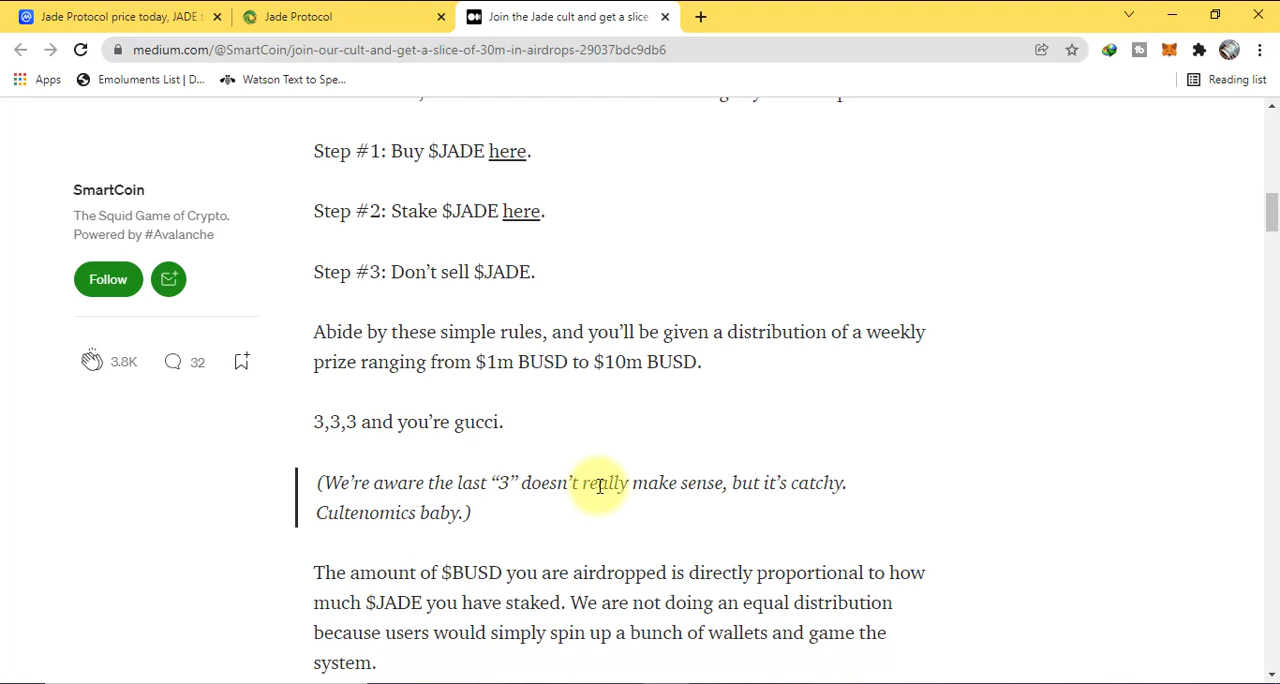 Jade Protocol price today, JADE
Jade Protocol
Join the Jade cult and get a slice
medium.com/@SmartCoin/join-our-cult-and-get-a-slice-of-30m-in-airdrops-29037bdc9db6
Apps
Emoluments List | D...
Watson Text to Spe...
Reading list
Step #1: Buy $JADE here.
SmartCoin
Step #2: Stake $JADE here.
The Squid Game of Crypto.
Powered by #Avalanche
Step #3: Don't sell $JADE.
Follow
Abide by these simple rules, and you'll be given a distribution of a weekly
prize ranging from $1m BUSD to $10m BUSD.
3.8K
32
3,3,3 and you're gucci.
(We're aware the last “3” doesn't really make sense, but it's catchy.
Cultenomics baby.)
The amount of $BUSD you are airdropped is directly proportional to how
much $JADE you have staked. We are not doing an equal distribution
because users would simply spin up a bunch of wallets and game the
system.